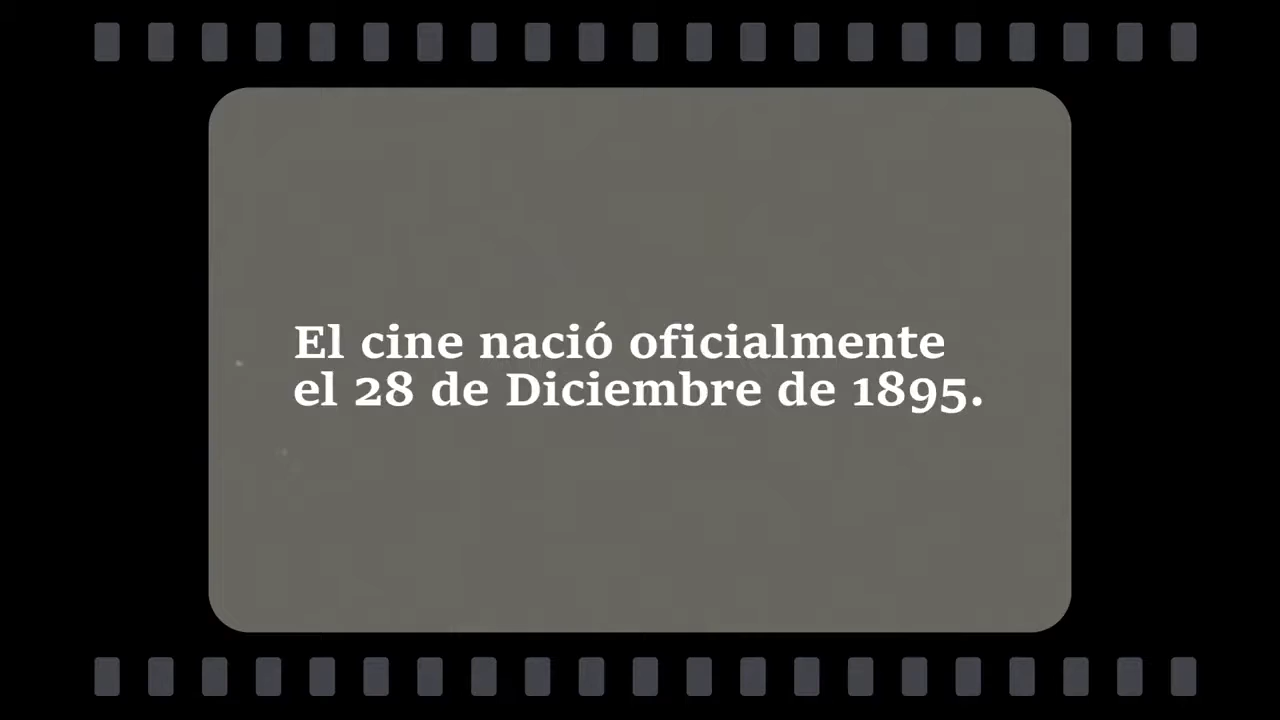 El cine nació oficialmente
el 28 de Diciembre de 1895.